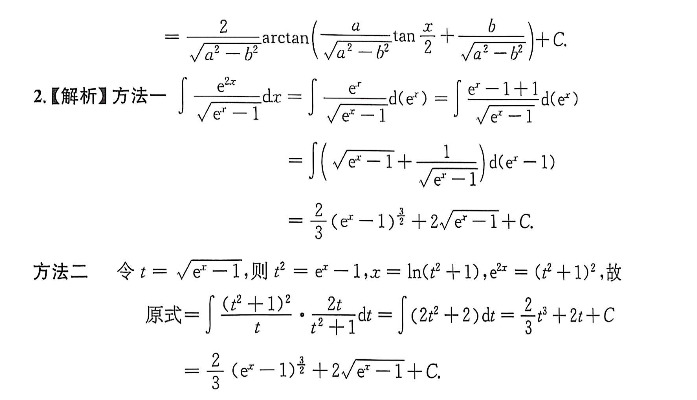 = \frac{2}{\sqrt{a^2-b^2}}arctan\left(\frac{a}{\sqrt{a^2-b^2}}tan\frac{x}{2}+\frac{b}{\sqrt{a^2-b^2}}\right)+C.
2.【解析】方法一 \int\frac{e^{2x}}{\sqrt{e^x-1}}dx=\int\frac{e^x}{\sqrt{e^x-1}}d(e^x)=\int\frac{e^x-1+1}{\sqrt{e^x-1}}d(e^x)
=\int\left(\sqrt{e^x-1}+\frac{1}{\sqrt{e^x-1}}\right)d(e^x-1)
=\frac{2}{3}(e^x-1)^{\frac{3}{2}}+2\sqrt{e^x-1}+C.
方法二 令 t=\sqrt{e^x-1},则 t^2=e^x-1,x=ln(t^2+1),e^{2x}=(t^2+1)^2,故
原式=\int\frac{(t^2+1)^2}{t}·\frac{2t}{t^2+1}dt=\int(2t^2+2)dt=\frac{2}{3}t^3+2t+C
=\frac{2}{3}(e^x-1)^{\frac{3}{2}}+2\sqrt{e^x-1}+C.